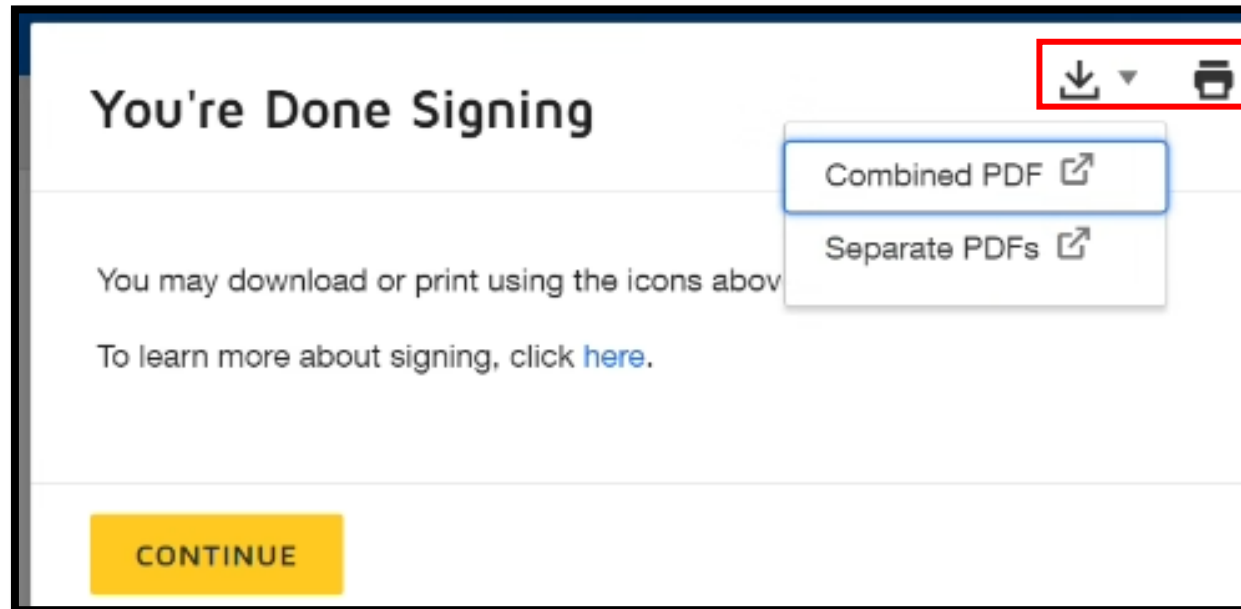 You're Done Signing
Combined PDF
Separate PDFs
You may download or print using the icons abov
To learn more about signing, click here.
CONTINUE